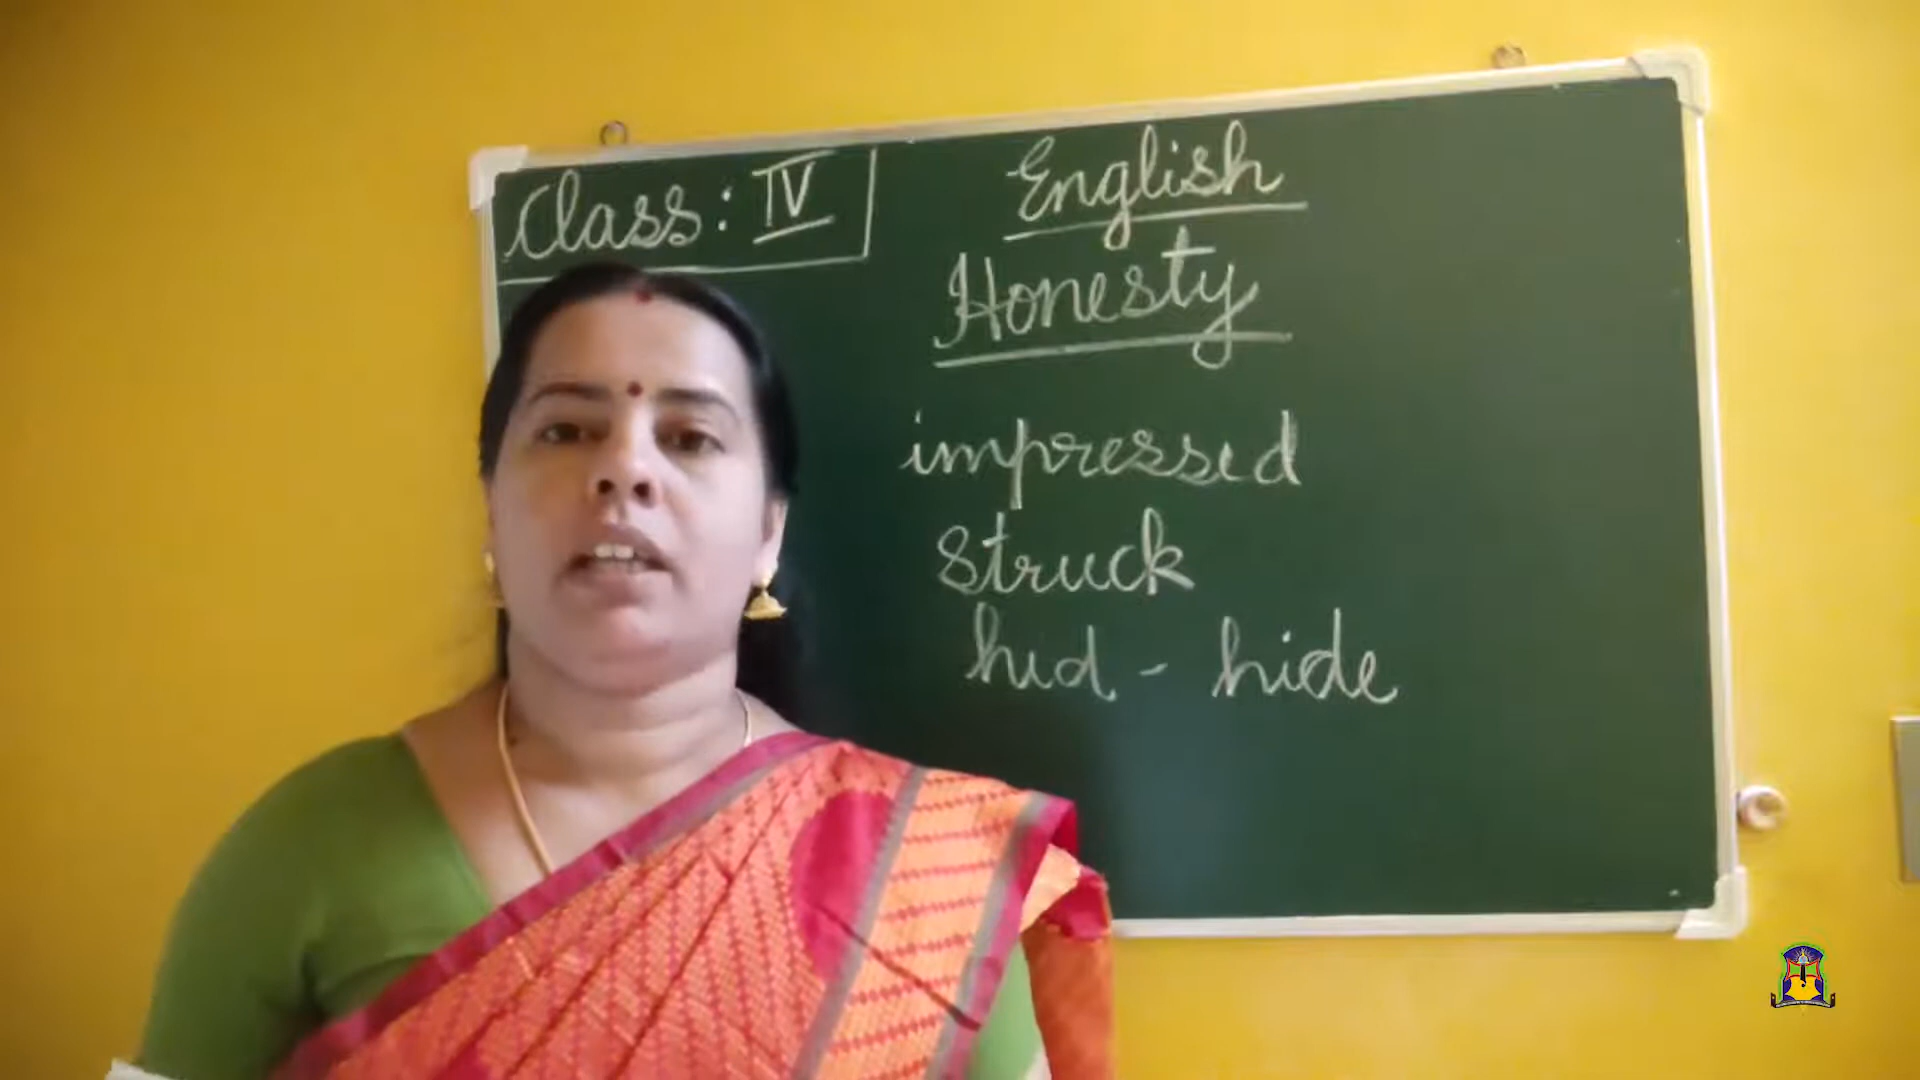 Class: IV
English
Honesty
impressed
struck
hid - hide